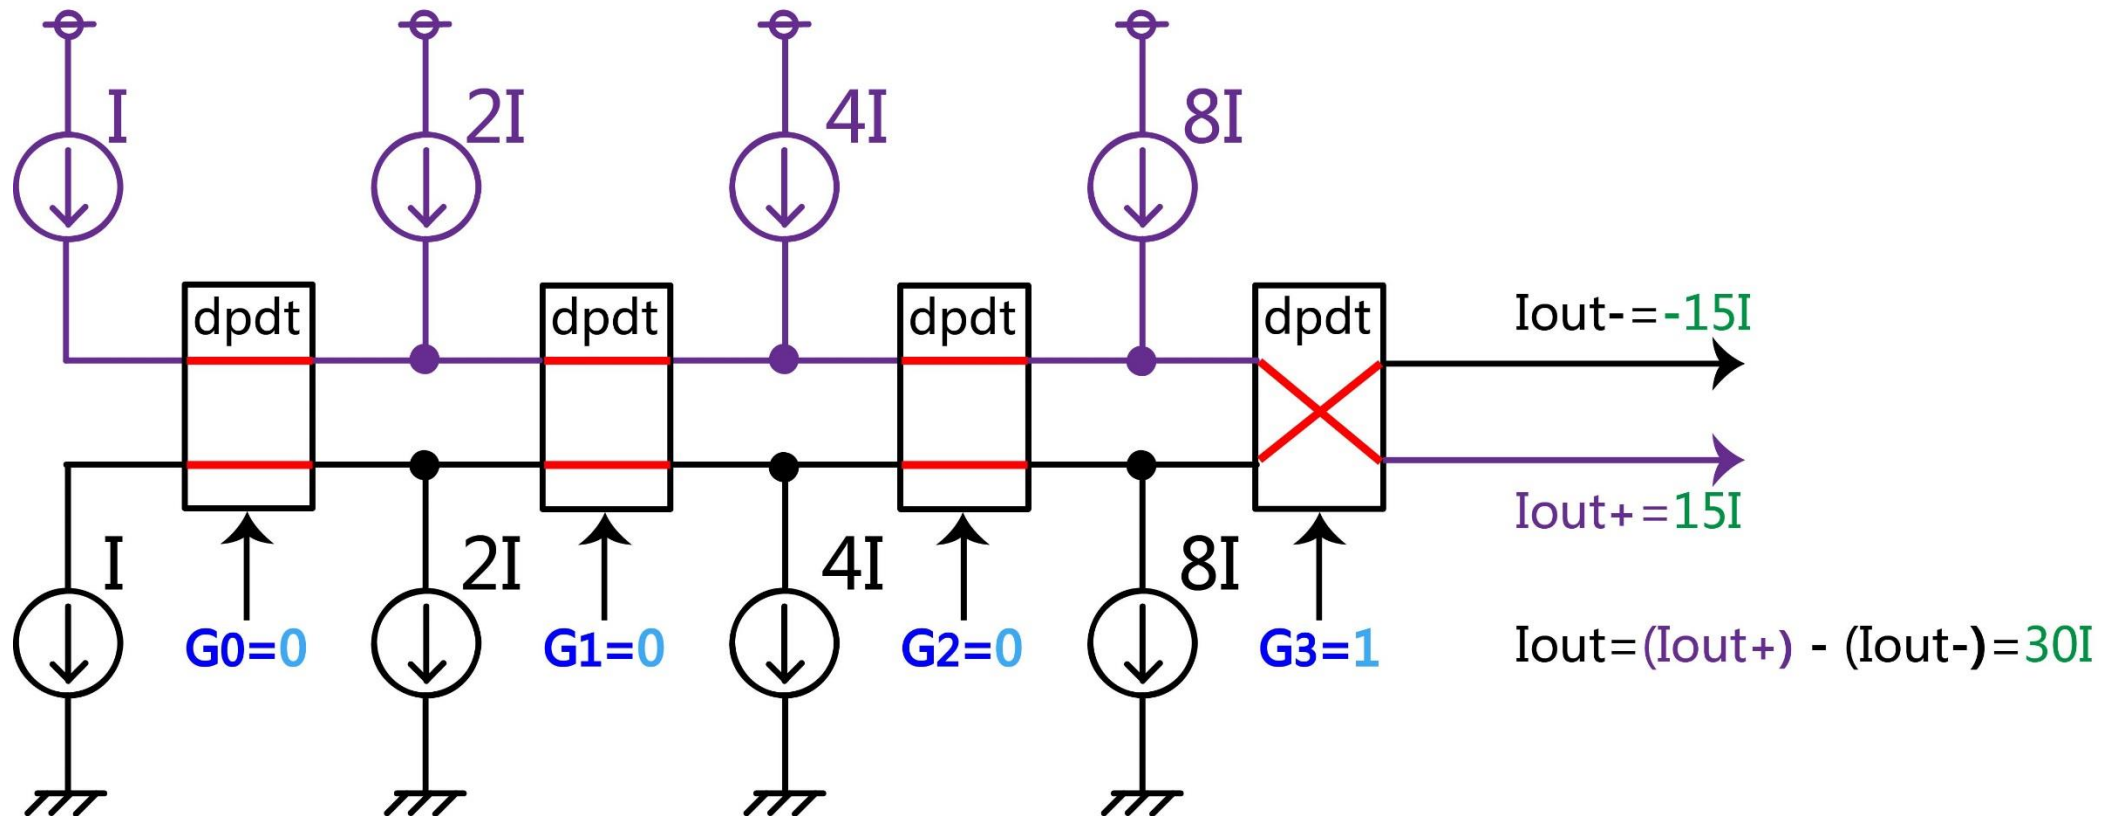 I 2I 4I 8I
dpdt dpdt dpdt dpdt
Iout-=-15I
Iout+=15I
I 2I 4I 8I
G0=0 G1=0 G2=0 G3=1
Iout=(Iout+) - (Iout-)=30I